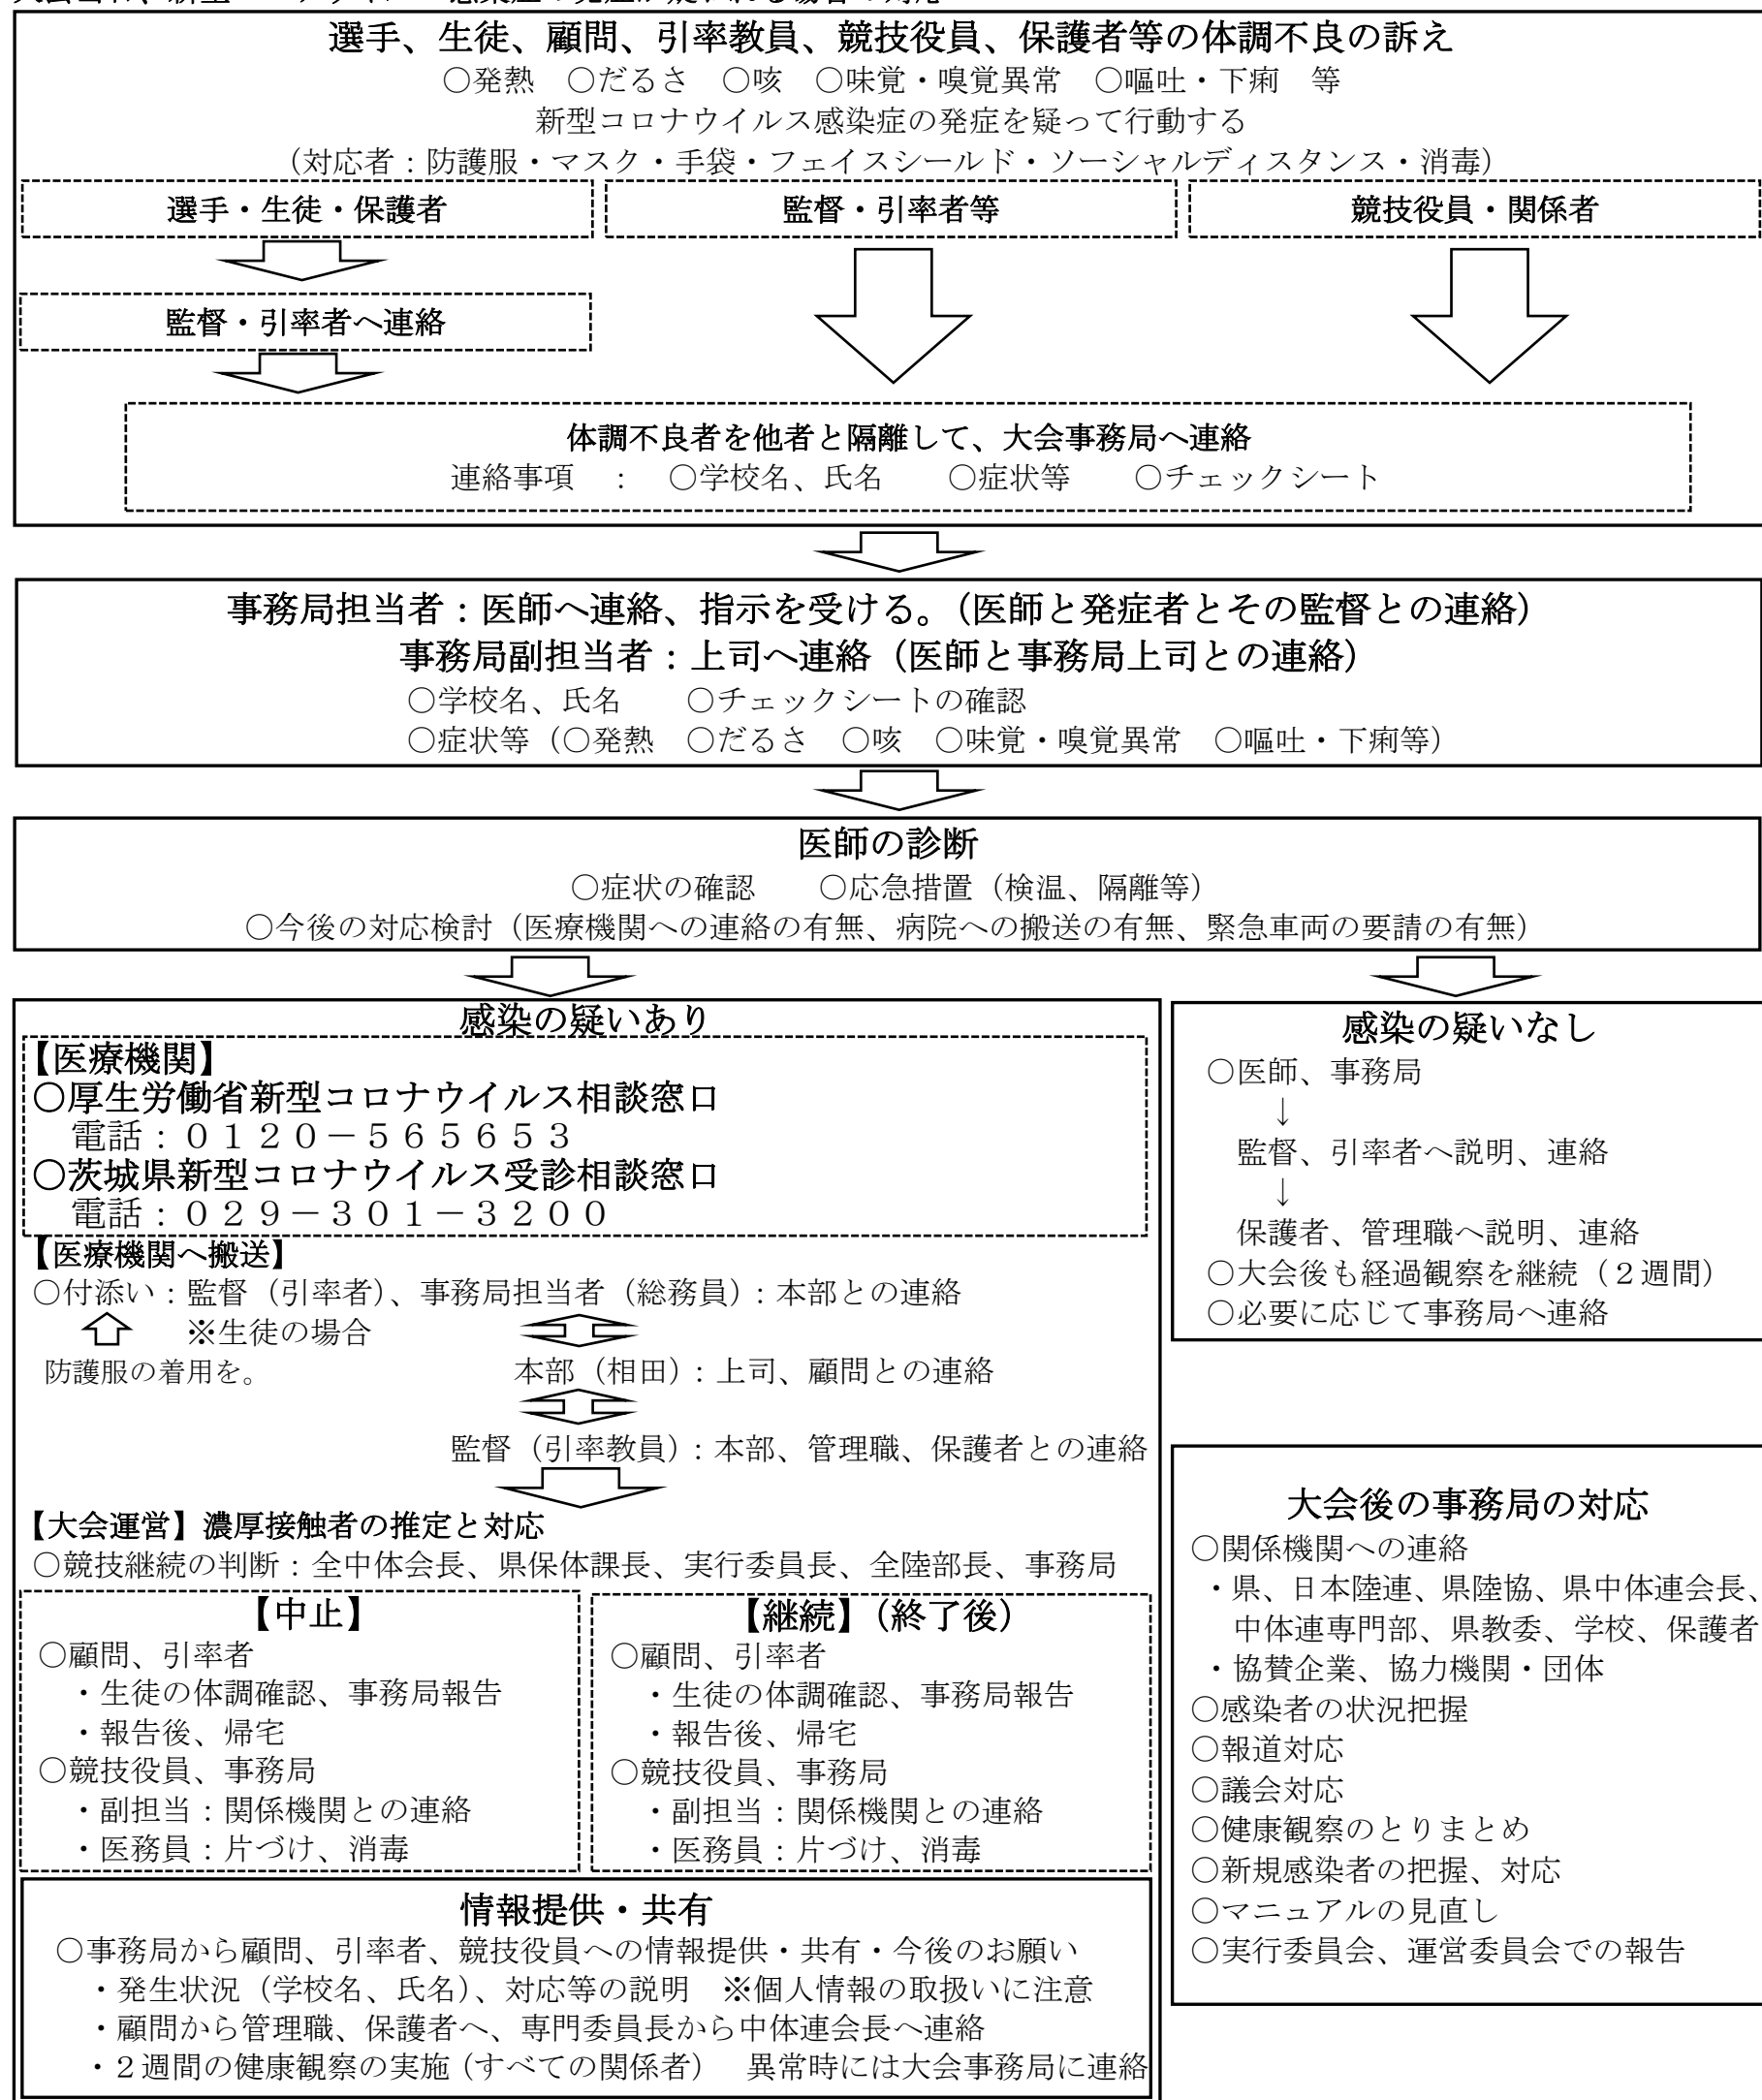 選手、生徒、顧問、引率教員、競技役員、保護者等の体調不良の訴え
○発熱　○だるさ　○咳　○味覚・嗅覚異常　○嘔吐・下痢　等
新型コロナウイルス感染症の発症を疑って行動する
（対応者：防護服・マスク・手袋・フェイスシールド・ソーシャルディスタンス・消毒）
選手・生徒・保護者
監督・引率者等
競技役員・関係者
監督・引率者へ連絡
体調不良者を他者と隔離して、大会事務局へ連絡
連絡事項　：　○学校名、氏名　　○症状等　　○チェックシート
事務局担当者：医師へ連絡、指示を受ける。（医師と発症者とその監督との連絡）
事務局副担当者：上司へ連絡（医師と事務局上司との連絡）
○学校名、氏名　　○チェックシートの確認
○症状等（○発熱　○だるさ　○咳　○味覚・嗅覚異常　○嘔吐・下痢等）
医師の診断
○症状の確認　　○応急措置（検温、隔離等）
○今後の対応検討（医療機関への連絡の有無、病院への搬送の有無、緊急車両の要請の有無）
感染の疑いあり
【医療機関】
○厚生労働省新型コロナウイルス相談窓口
電話：０１２０－５６５６５３
○茨城県新型コロナウイルス受診相談窓口
電話：０２９－３０１－３２００
【医療機関へ搬送】
○付添い：監督（引率者）、事務局担当者（総務員）：本部との連絡
※生徒の場合
防護服の着用を。
本部（相田）：上司、顧問との連絡
監督（引率教員）：本部、管理職、保護者との連絡
【大会運営】濃厚接触者の推定と対応
○競技継続の判断：全中体会長、県保体課長、実行委員長、全陸部長、事務局
【中止】
○顧問、引率者
・生徒の体調確認、事務局報告
・報告後、帰宅
○競技役員、事務局
・副担当：関係機関との連絡
・医務員：片づけ、消毒
【継続】（終了後）
○顧問、引率者
・生徒の体調確認、事務局報告
・報告後、帰宅
○競技役員、事務局
・副担当：関係機関との連絡
・医務員：片づけ、消毒
情報提供・共有
○事務局から顧問、引率者、競技役員への情報提供・共有・今後のお願い
・発生状況（学校名、氏名）、対応等の説明　※個人情報の取扱いに注意
・顧問から管理職、保護者へ、専門委員長から中体連会長へ連絡
・２週間の健康観察の実施（すべての関係者）　異常時には大会事務局に連絡
感染の疑いなし
○医師、事務局
↓
監督、引率者へ説明、連絡
↓
保護者、管理職へ説明、連絡
○大会後も経過観察を継続（２週間）
○必要に応じて事務局へ連絡
大会後の事務局の対応
○関係機関への連絡
・県、日本陸連、県陸協、県中体連会長、
中体連専門部、県教委、学校、保護者
・協賛企業、協力機関・団体
○感染者の状況把握
○報道対応
○議会対応
○健康観察のとりまとめ
○新規感染者の把握、対応
○マニュアルの見直し
○実行委員会、運営委員会での報告